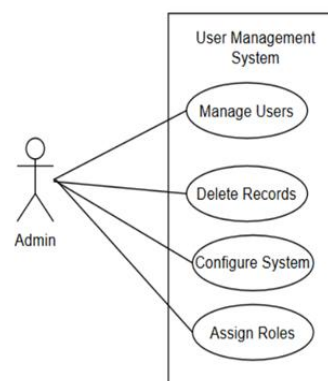 User Management
System
Manage Users
Delete Records
Admin
Configure System
Assign Roles